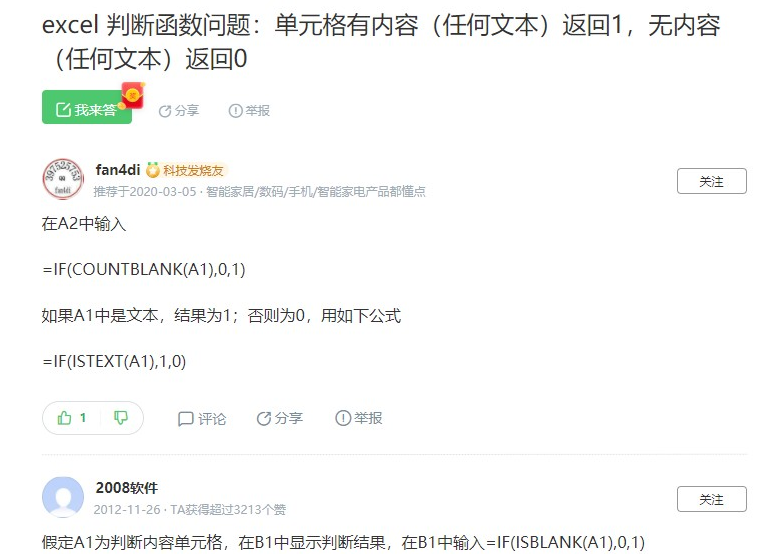 excel 判断函数问题：单元格有内容（任何文本）返回1，无内容
（任何文本）返回0
我来答
分享
举报
fan4di 科技发烧友
推荐于2020-03-05 · 智能家居/数码/手机/智能家电产品都懂点
关注
在A2中输入
=IF(COUNTBLANK(A1),0,1)
如果A1中是文本，结果为1；否则为0，用如下公式
=IF(ISTEXT(A1),1,0)
1
评论
分享
举报
2008软件
2012-11-26 · TA获得超过3213个赞
关注
假定A1为判断内容单元格，在B1中显示判断结果，在B1中输入=IF(ISBLANK(A1),0,1)